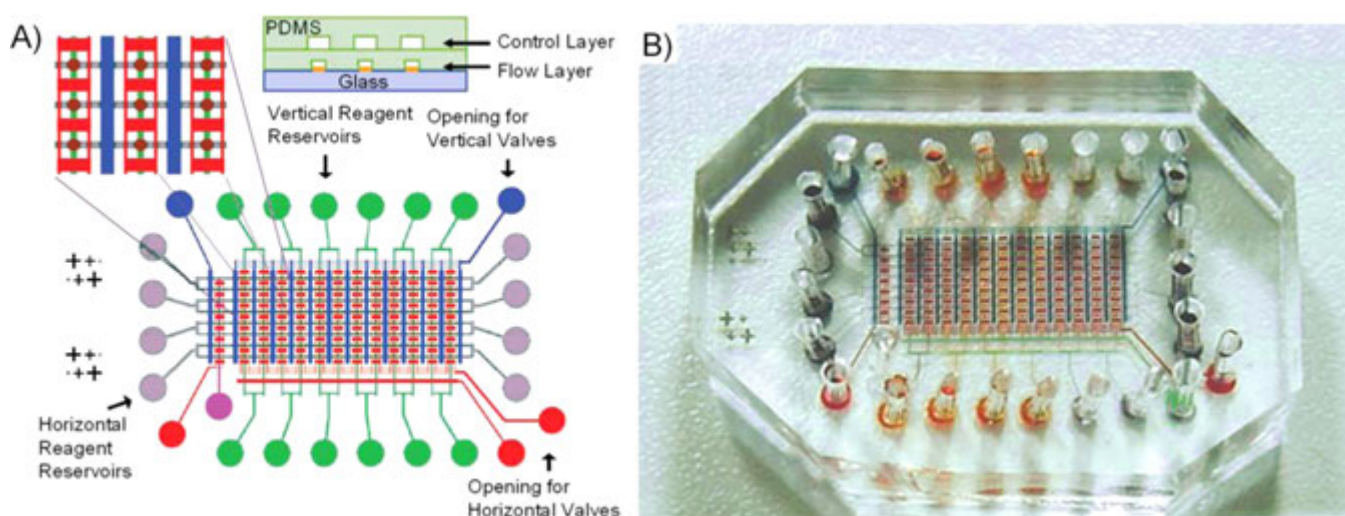 A)
PDMS
Control Layer
Flow Layer
Glass
Vertical Reagent
Reservoirs
Opening for
Vertical Valves
Horizontal
Reagent
Reservoirs
Opening for
Horizontal Valves
B)